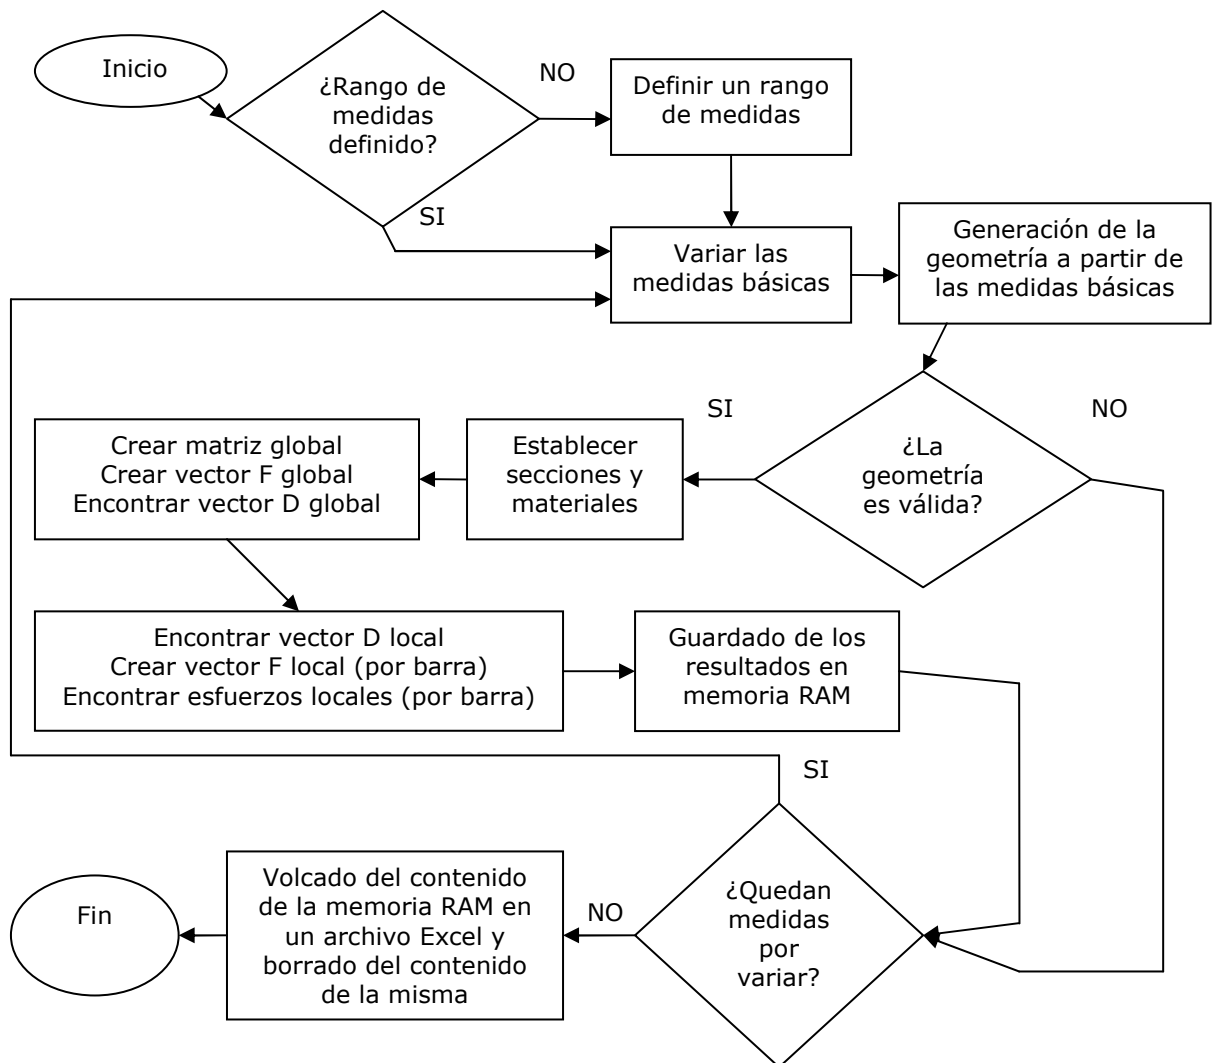 Inicio
¿Rango de
medidas
definido?
NO
Definir un rango
de medidas
SI
Variar las
medidas básicas
Generación de la
geometría a partir de
las medidas básicas
¿La
geometría
es válida?
SI
NO
Establecer
secciones y
materiales
Crear matriz global
Crear vector F global
Encontrar vector D global
Encontrar vector D local
Crear vector F local (por barra)
Encontrar esfuerzos locales (por barra)
Guardado de los
resultados en
memoria RAM
SI
¿Quedan
medidas
por
variar?
NO
Volcado del contenido
de la memoria RAM en
un archivo Excel y
borrado del contenido
de la misma
Fin